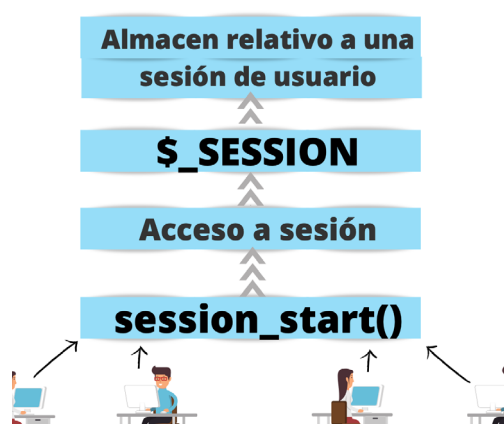 Almacen relativo a una
sesión de usuario
$_SESSION
Acceso a sesión
session_start()